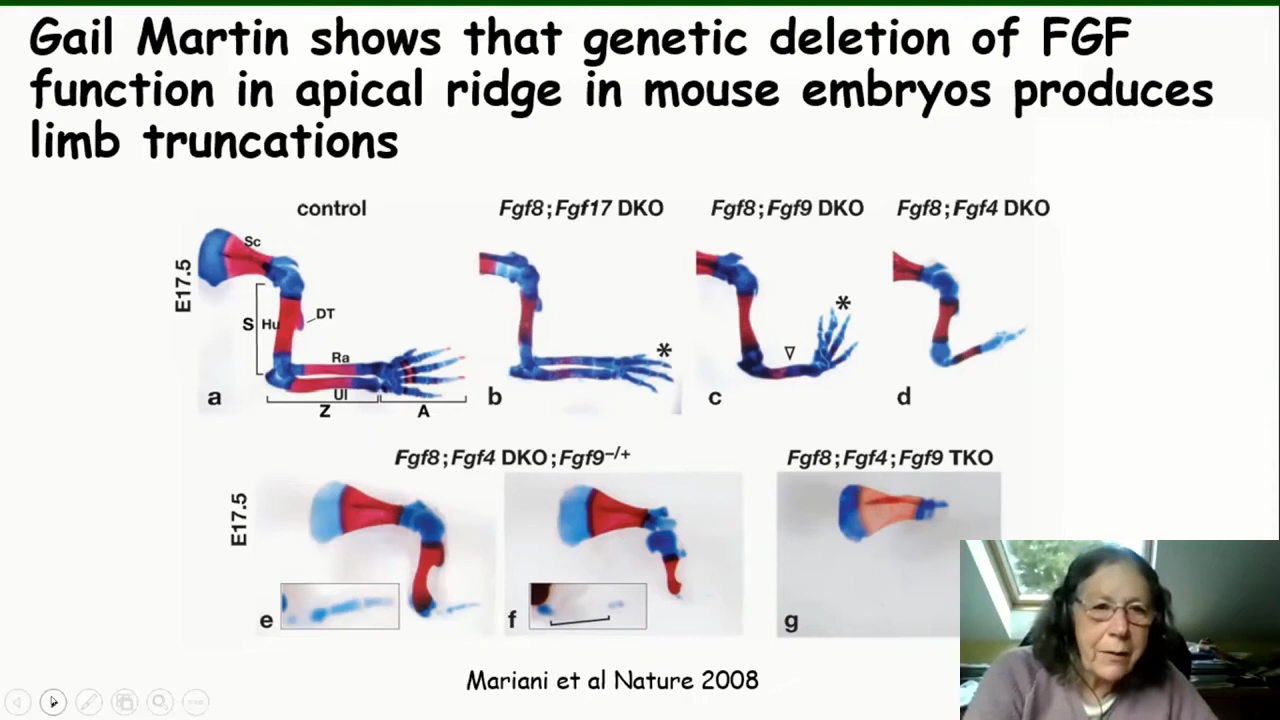 Gail Martin shows that genetic deletion of FGF
function in apical ridge in mouse embryos produces
limb truncations
control
Fgf8;Fgf17 DKO
Fgf8;Fgf9 DKO
Fgf8;Fgf4 DKO
E17.5
Sc
S
Hu
DT
Ra
Ul
Z
A
a
b
*
c
*
∇
d
Fgf8;Fgf4 DKO;Fgf9–/+
Fgf8;Fgf4;Fgf9 TKO
E17.5
e
f
g
Mariani et al Nature 2008